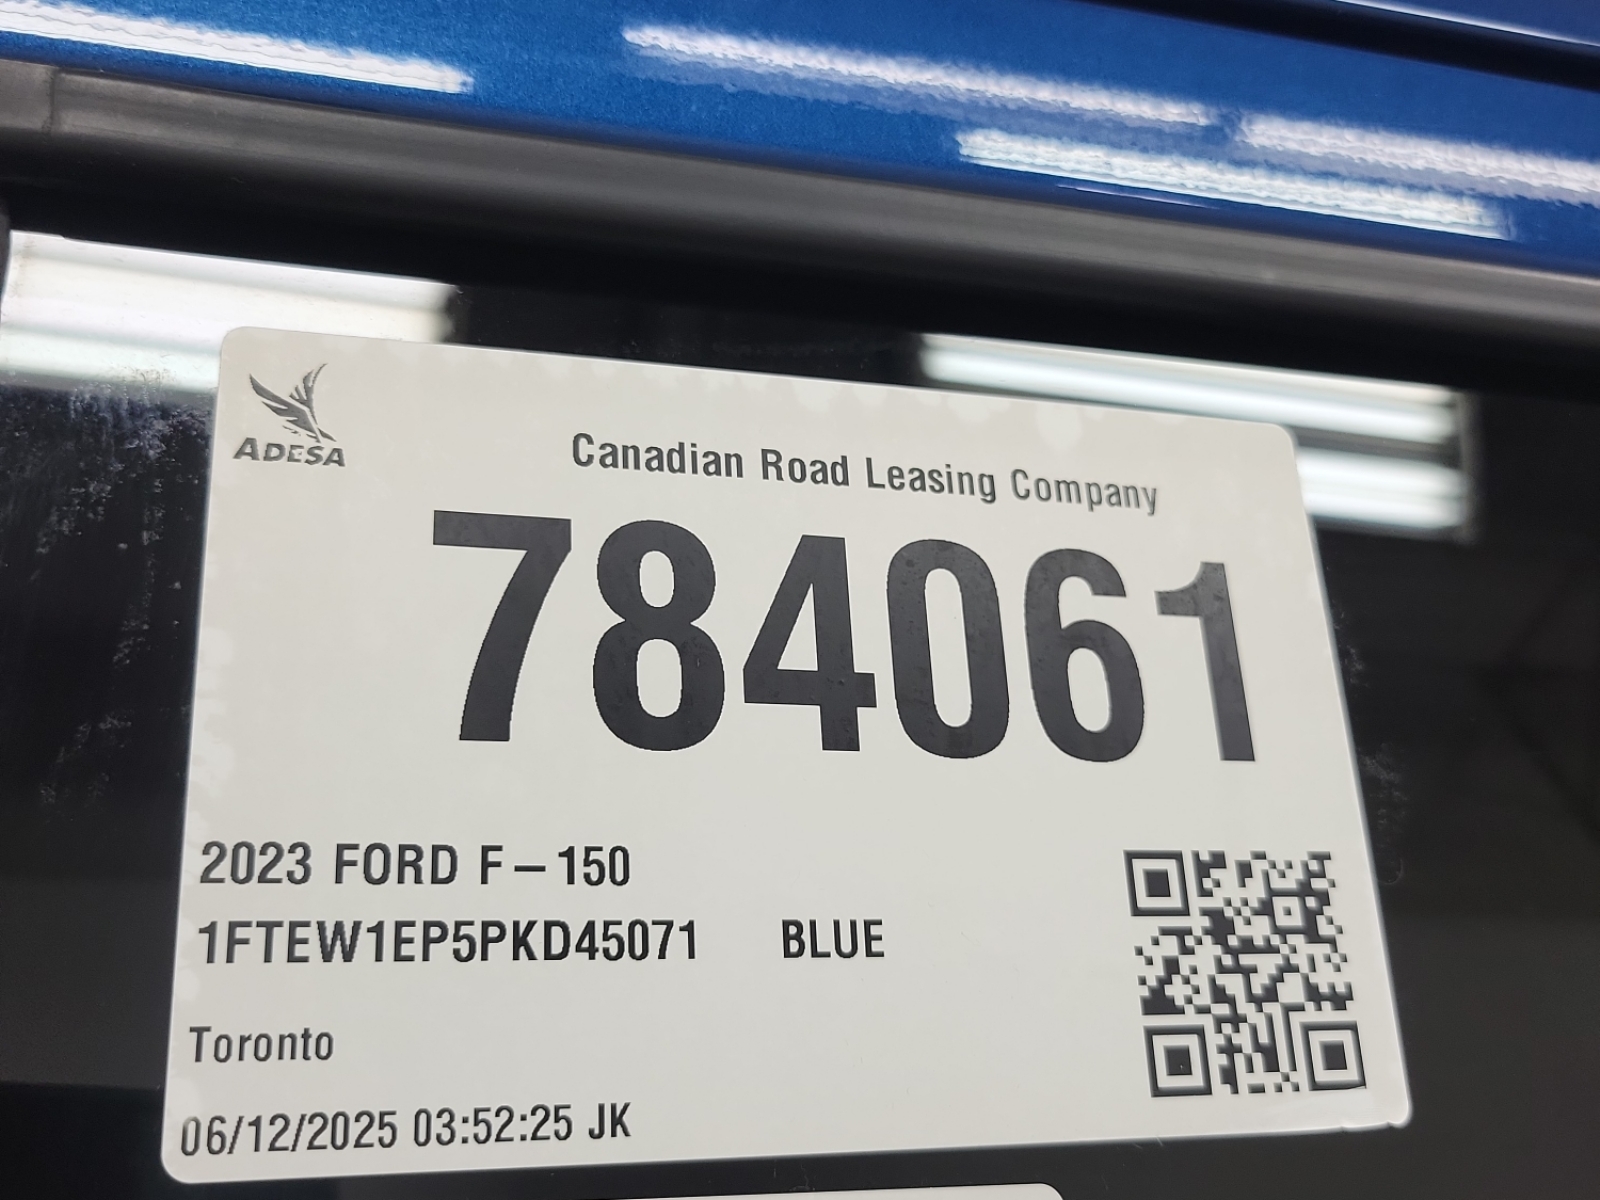 ADESA
Canadian Road Leasing Company
784061
2023 FORD F-150
1FTEW1EP5PKD45071 BLUE
Toronto
06/12/2025 03:52:25 JK